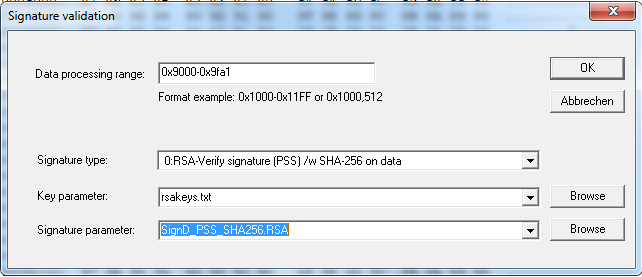 Signature validation
Data processing range: 0x9000-0x9fa1 OK
Format example: 0x1000-0x11FF or 0x1000,512 Abbrechen
Signature type: 0:RSA-Verify signature (PSS) /w SHA-256 on data
Key parameter: rsakeys.txt Browse
Signature parameter: SignD_PSS_SHA256.RSA Browse